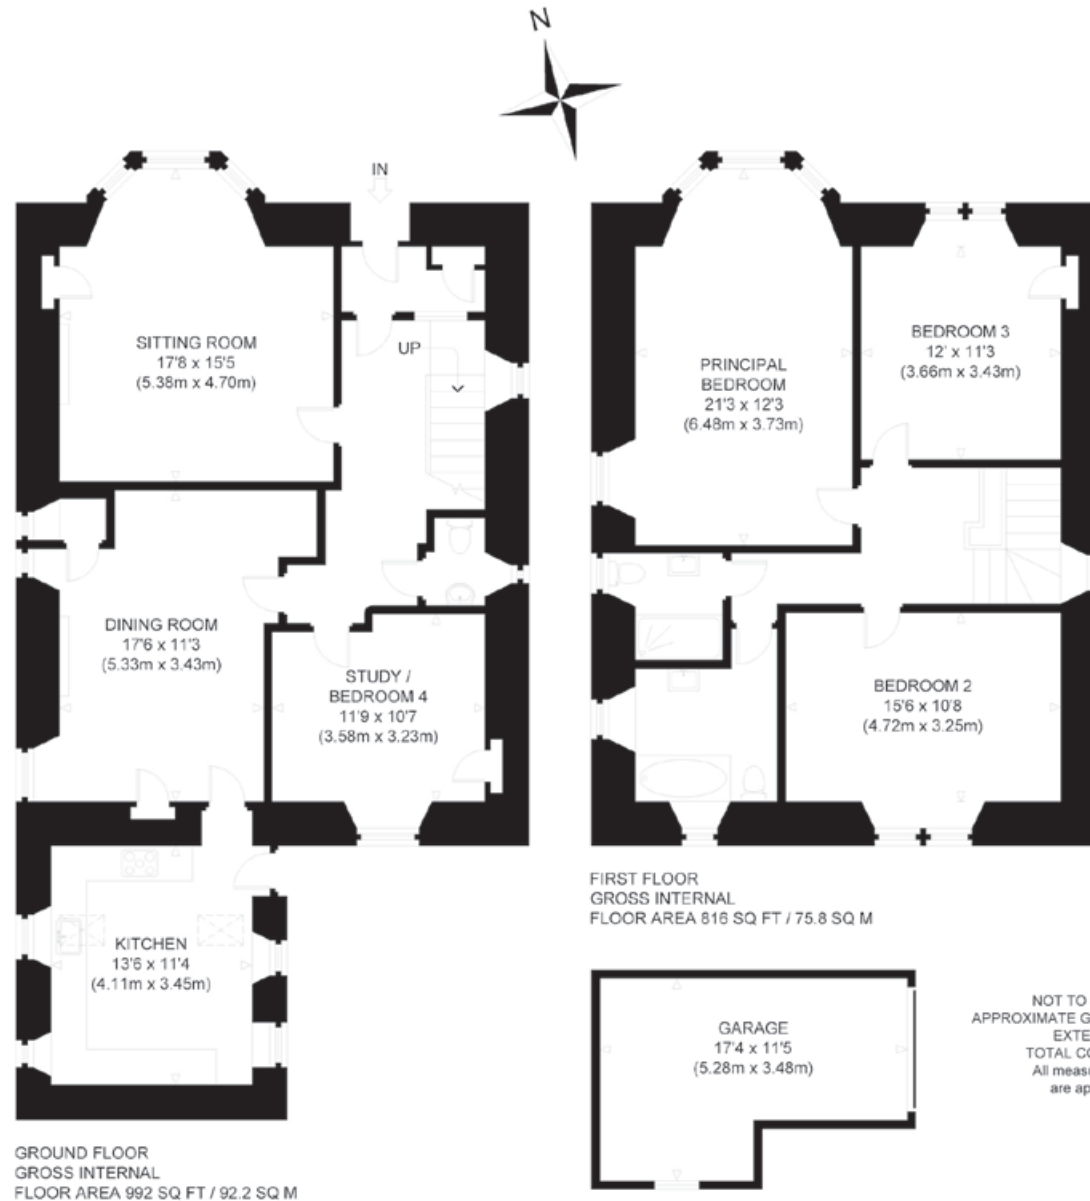 N
IN
SITTING ROOM
17'8 x 15'5
(5.38m x 4.70m)
UP
DINING ROOM
17'6 x 11'3
(5.33m x 3.43m)
STUDY /
BEDROOM 4
11'9 x 10'7
(3.58m x 3.23m)
KITCHEN
13'6 x 11'4
(4.11m x 3.45m)
GROUND FLOOR
GROSS INTERNAL
FLOOR AREA 992 SQ FT / 92.2 SQ M
PRINCIPAL
BEDROOM
21'3 x 12'3
(6.48m x 3.73m)
BEDROOM 3
12' x 11'3
(3.66m x 3.43m)
BEDROOM 2
15'6 x 10'8
(4.72m x 3.25m)
FIRST FLOOR
GROSS INTERNAL
FLOOR AREA 816 SQ FT / 75.8 SQ M
GARAGE
17'4 x 11'5
(5.28m x 3.48m)
NOT TO
APPROXIMATE G
EXTE
TOTAL CO
All measu
are ap